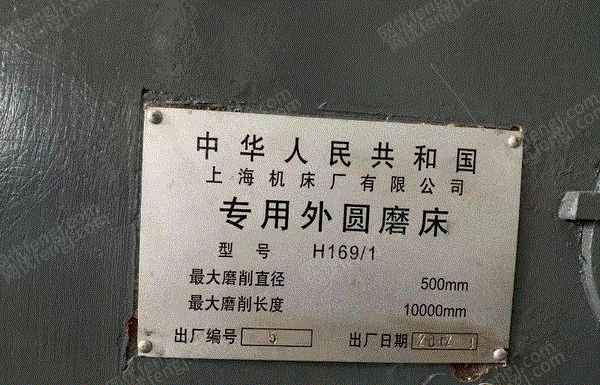 中华人民共和国
上海机床厂有限公司
专用外圆磨床
型号 H169/1
最大磨削直径 500mm
最大磨削长度 10000mm
出厂编号 5 出厂日期